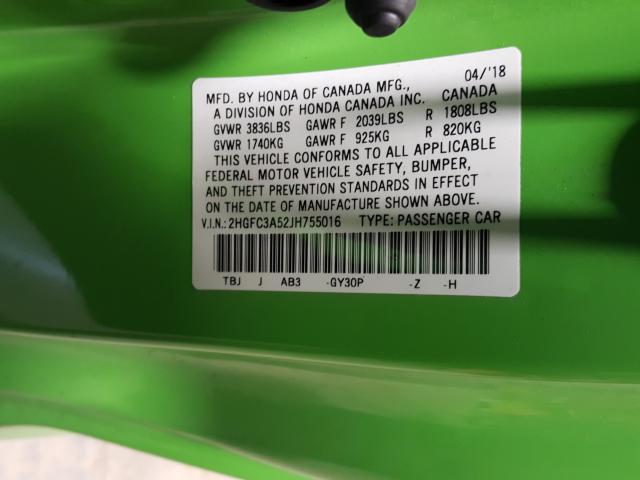 MFD. BY HONDA OF CANADA MFG., 04/'18
A DIVISION OF HONDA CANADA INC. CANADA
GVWR 3836LBS GAWR F 2039LBS R 1808LBS
GVWR 1740KG GAWR F 925KG R 820KG
THIS VEHICLE CONFORMS TO ALL APPLICABLE
FEDERAL MOTOR VEHICLE SAFETY, BUMPER,
AND THEFT PREVENTION STANDARDS IN EFFECT
ON THE DATE OF MANUFACTURE SHOWN ABOVE.
V.I.N.: 2HGFC3A52JH755016 TYPE: PASSENGER CAR
TBJ J AB3 -GY30P -Z -H